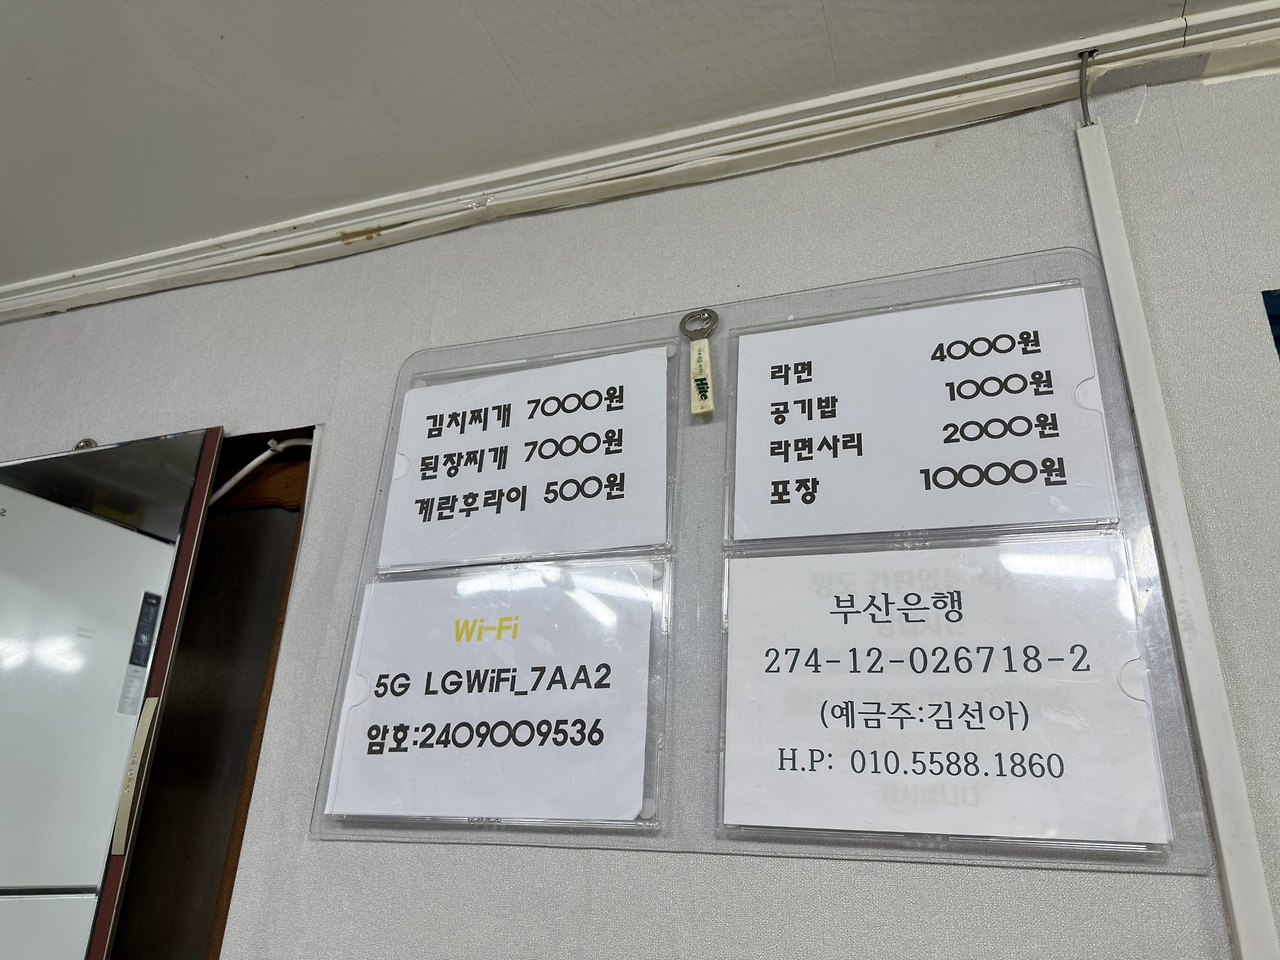 김치찌개 7000원
된장찌개 7000원
계란후라이 500원
Hite
라면 4000원
공기밥 1000원
라면사리 2000원
포장 10000원
Wi-Fi
5G LGWiFi_7AA2
암호:2409009536
부산은행
274-12-026718-2
(예금주:김선아)
H.P: 010.5588.1860